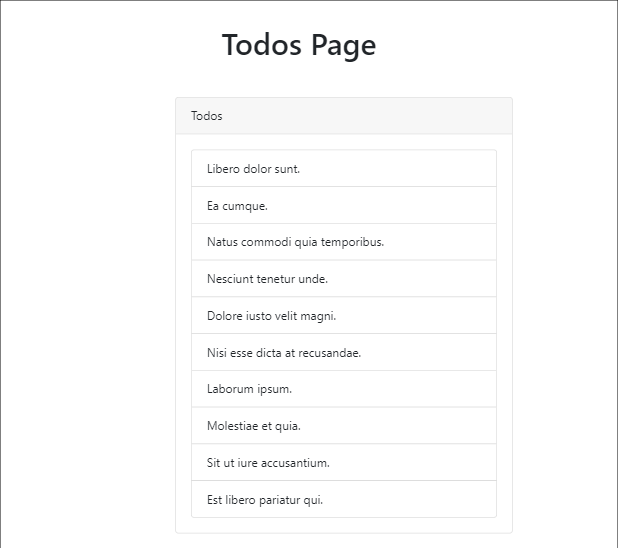 Todos Page
Todos
Libero dolor sunt.
Ea cumque.
Natus commodi quia temporibus.
Nesciunt tenetur unde.
Dolore iusto velit magni.
Nisi esse dicta at recusandae.
Laborum ipsum.
Molestiae et quia.
Sit ut iure accusantium.
Est libero pariatur qui.